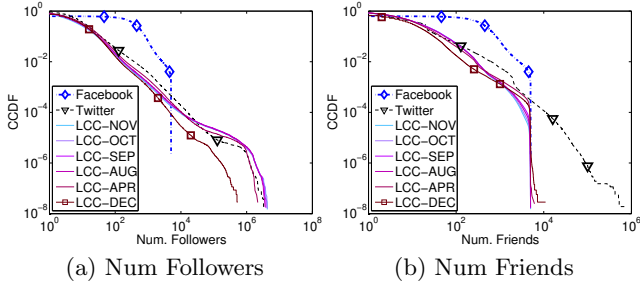 10^0
10^-2
10^-4
10^-6
10^-8
CCDF
Facebook
Twitter
LCC-NOV
LCC-OCT
LCC-SEP
LCC-AUG
LCC-APR
LCC-DEC
10^0 10^2 10^4 10^6 10^8
Num. Followers
(a) Num Followers
10^0
10^-2
10^-4
10^-6
10^-8
CCDF
Facebook
Twitter
LCC-NOV
LCC-OCT
LCC-SEP
LCC-AUG
LCC-APR
LCC-DEC
10^0 10^2 10^4 10^6
Num. Friends
(b) Num Friends